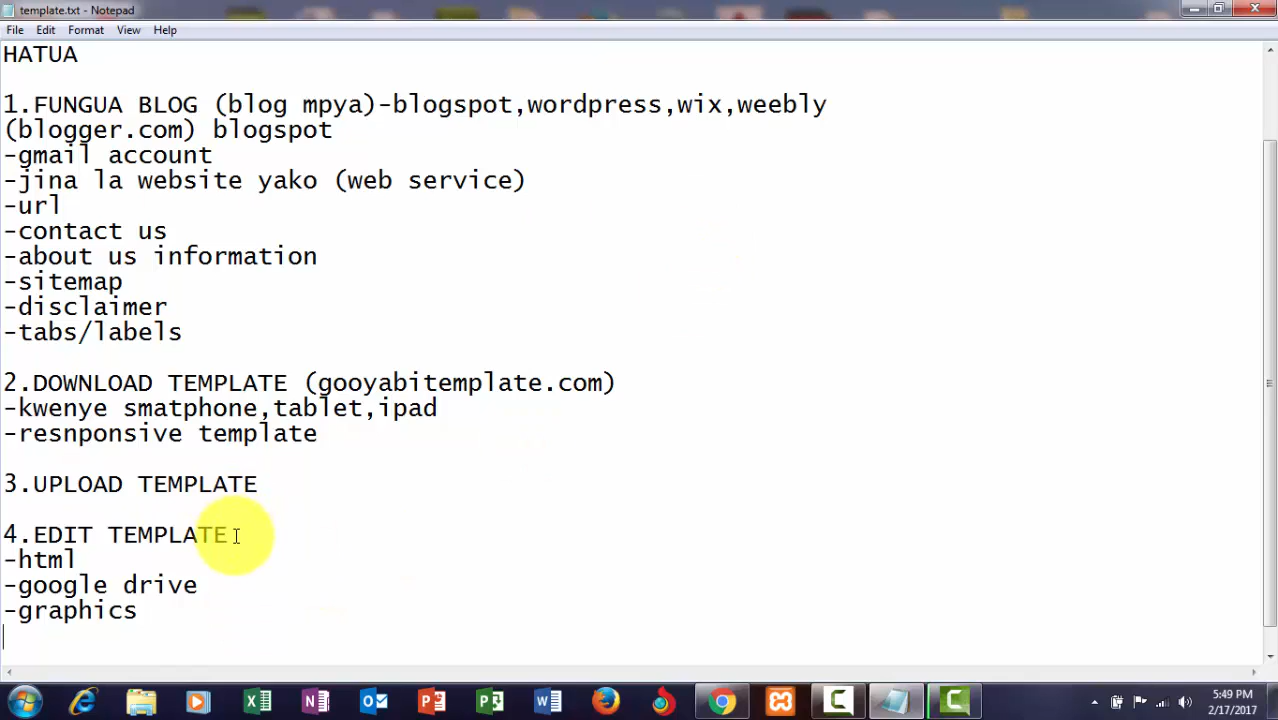 template.txt - Notepad
File Edit Format View Help
HATUA
1.FUNGUA BLOG (blog mpya)-blogspot,wordpress,wix,weebly
(blogger.com) blogspot
-gmail account
-jina la website yako (web service)
-url
-contact us
-about us information
-sitemap
-disclaimer
-tabs/labels
2.DOWNLOAD TEMPLATE (gooyabitemplate.com)
-kwenye smatphone,tablet,ipad
-resnponsive template
3.UPLOAD TEMPLATE
4.EDIT TEMPLATE
-html
-google drive
-graphics
5:49 PM
2/17/2017